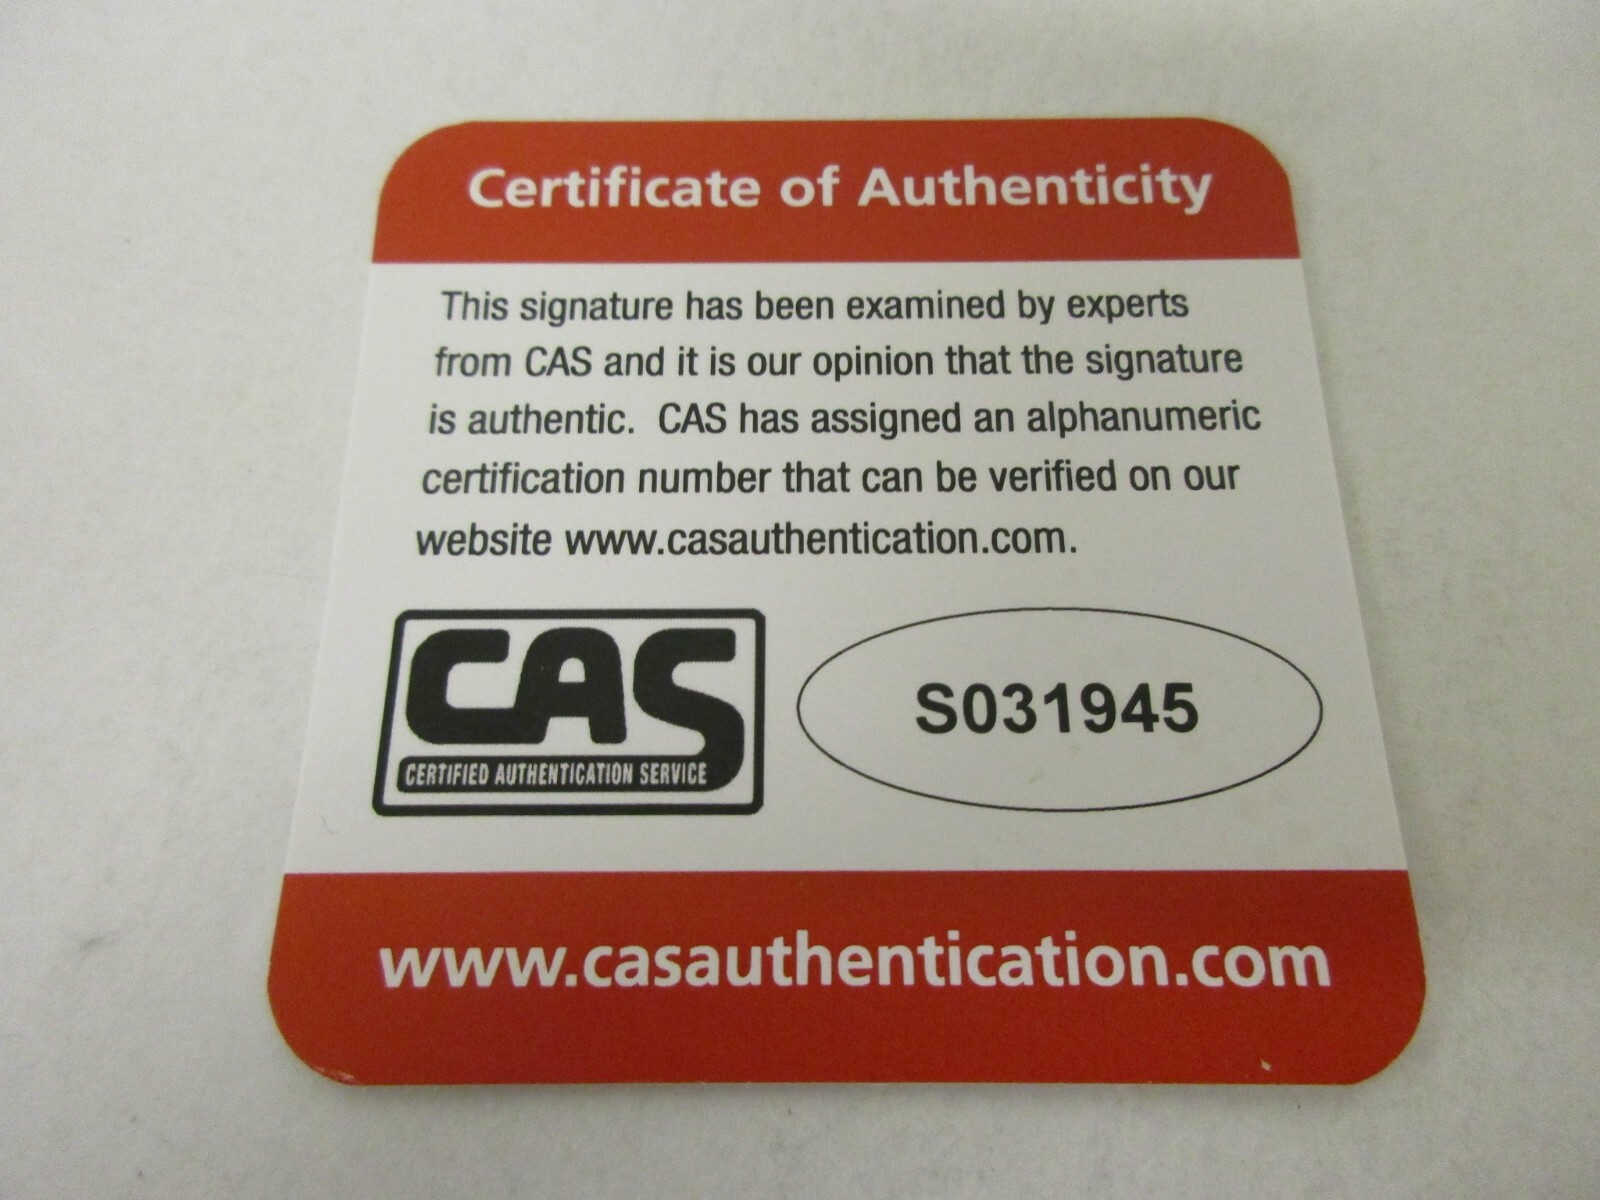 Certificate of Authenticity
This signature has been examined by experts
from CAS and it is our opinion that the signature
is authentic. CAS has assigned an alphanumeric
certification number that can be verified on our
website www.casauthentication.com.
CAS
CERTIFIED AUTHENTICATION SERVICE
S031945
www.casauthentication.com